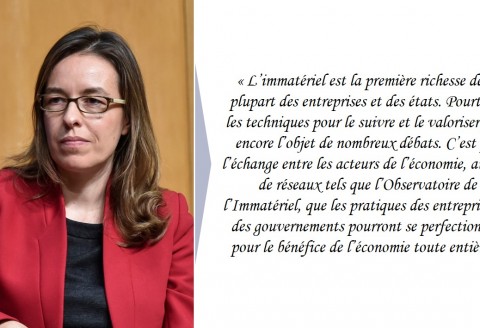 « L’immatériel est la première richesse de
plupart des entreprises et des états. Pourt
les techniques pour le suivre et le valoriser
encore l’objet de nombreux débats. C’est
l’échange entre les acteurs de l’économie, a
de réseaux tels que l’Observatoire de
l’Immatériel, que les pratiques des entrepri
des gouvernements pourront se perfection
pour le bénéfice de l’économie toute entiè